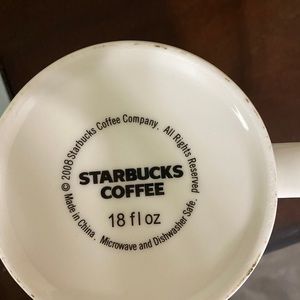 © 2008 Starbucks Coffee Company. All Rights Reserved.
STARBUCKS
COFFEE
18 fl oz
Made in China. Microwave and Dishwasher Safe.